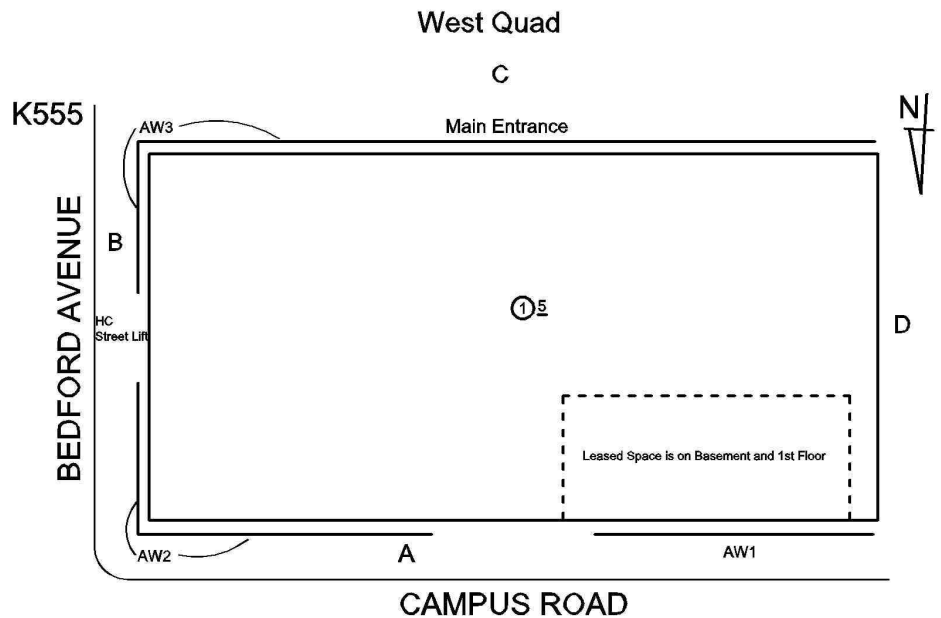 West Quad
C
K555
N
AW3
Main Entrance
BEDFORD AVENUE
B
1 5
HC
Street Lift
D
Leased Space is on Basement and 1st Floor
AW2
A
AW1
CAMPUS ROAD